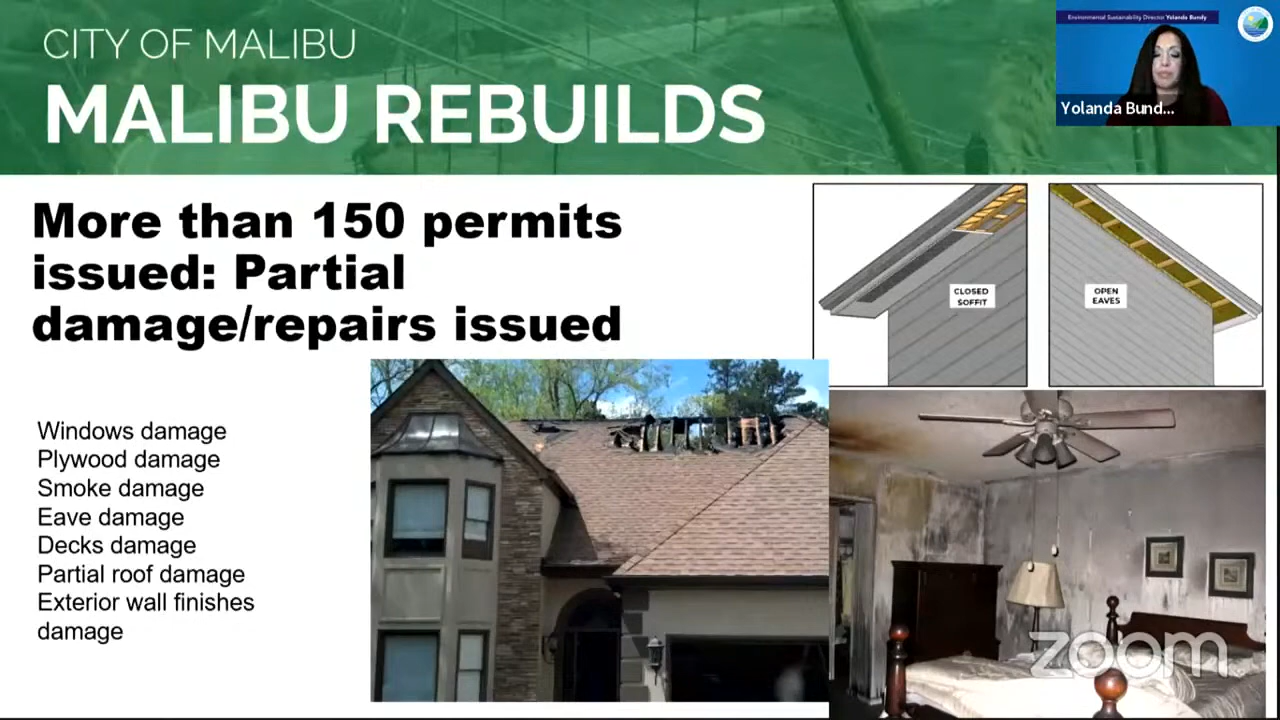 CITY OF MALIBU
MALIBU REBUILDS
Environmental Sustainability Director Yolanda Bundy
Yolanda Bund...
More than 150 permits
issued: Partial
damage/repairs issued
CLOSED
SOFFIT
OPEN
EAVES
Windows damage
Plywood damage
Smoke damage
Eave damage
Decks damage
Partial roof damage
Exterior wall finishes
damage
zoom